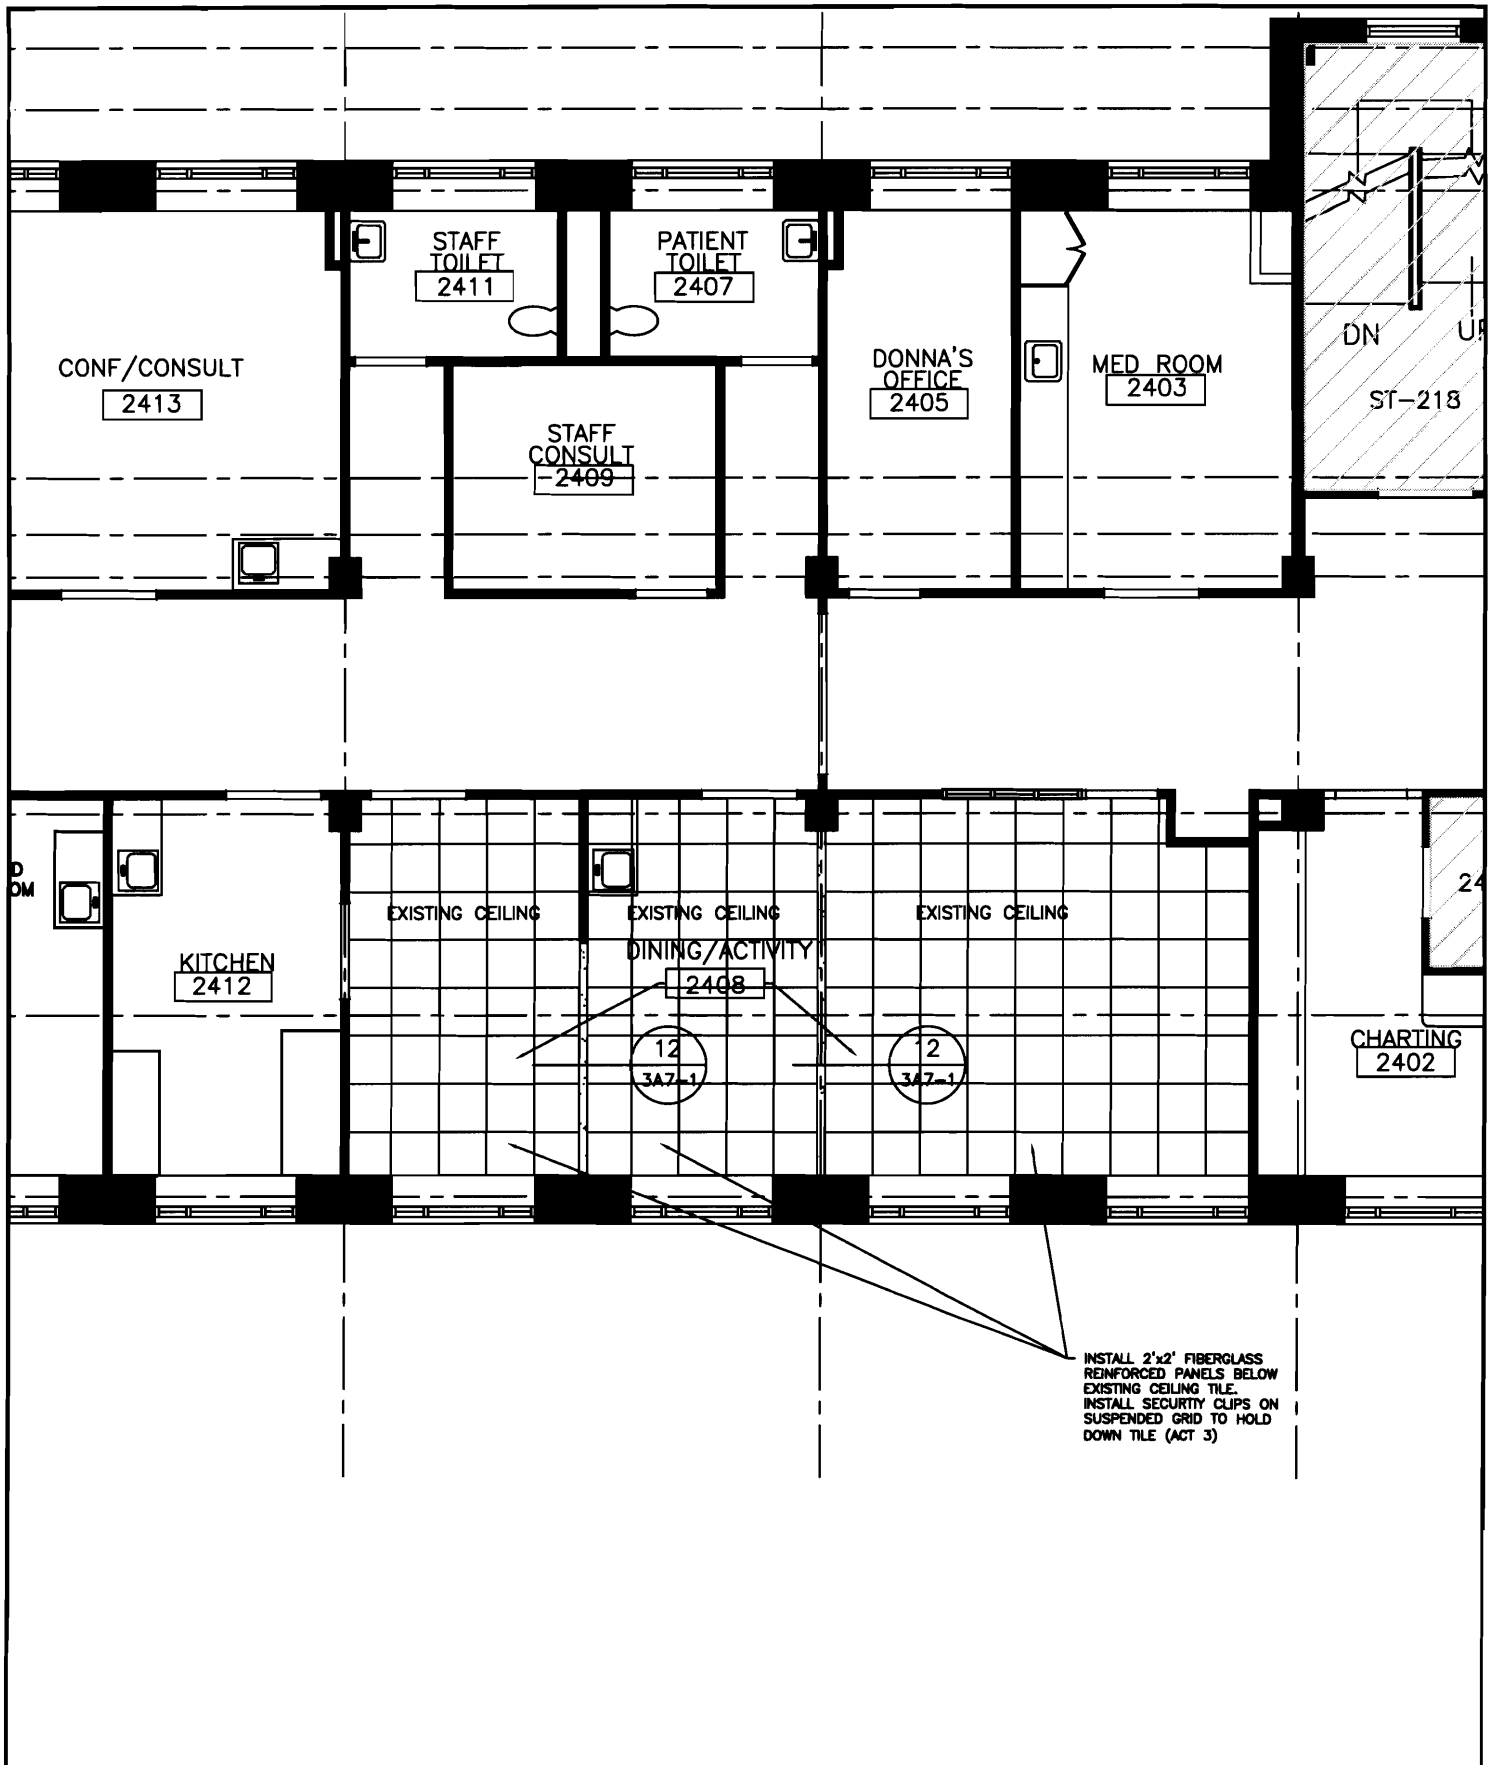 STAFF
TOILET
2411
PATIENT
TOILET
2407
CONF/CONSULT
2413
STAFF
CONSULT
2409
DONNA'S
OFFICE
2405
MED ROOM
2403
DN
ST-218
KITCHEN
2412
EXISTING CEILING
EXISTING CEILING
EXISTING CEILING
DINING/ACTIVITY
2408
12
3A7-1
12
3A7-1
CHARTING
2402
24
D
OM
INSTALL 2'x2' FIBERGLASS
REINFORCED PANELS BELOW
EXISTING CEILING TILE.
INSTALL SECURTIY CLIPS ON
SUSPENDED GRID TO HOLD
DOWN TILE (ACT 3)